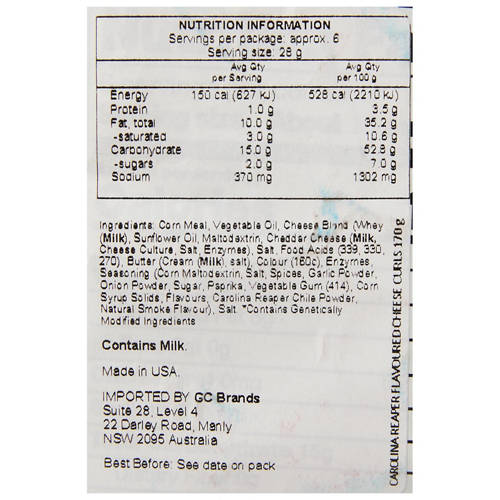 NUTRITION INFORMATION
Servings per package: approx. 6
Serving size: 28 g
Avg Qty Avg Qty
per Serving per 100 g
Energy 150 cal (627 kJ) 528 cal (2210 kJ)
Protein 1.0 g 3.5 g
Fat, total 10.0 g 35.2 g
-saturated 3.0 g 10.6 g
Carbohydrate 15.0 g 52.8 g
-sugars 2.0 g 7.0 g
Sodium 370 mg 1302 mg
Ingredients: Corn Meal, Vegetable Oil, Cheese Blend (Whey
(Milk), Sunflower Oil, Maltodextrin, Cheddar Cheese (Milk,
Cheese Culture, Salt, Enzymes), Salt, Food Acids (339, 330,
270), Butter (Cream (Milk), salt), Colour (160c), Enzymes,
Seasoning (Corn Maltodextrin, Salt, Spices, Garlic Powder,
Onion Powder, Sugar, Paprika, Vegetable Gum (414), Corn
Syrup Solids, Flavours, Carolina Reaper Chile Powder,
Natural Smoke Flavour), Salt. *Contains Genetically
Modified Ingredients
Contains Milk.
Made in USA.
IMPORTED BY GC Brands
Suite 28, Level 4
22 Darley Road, Manly
NSW 2095 Australia
Best Before: See date on pack
CAROLINA REAPER FLAVOURED CHEESE CURLS 170 g